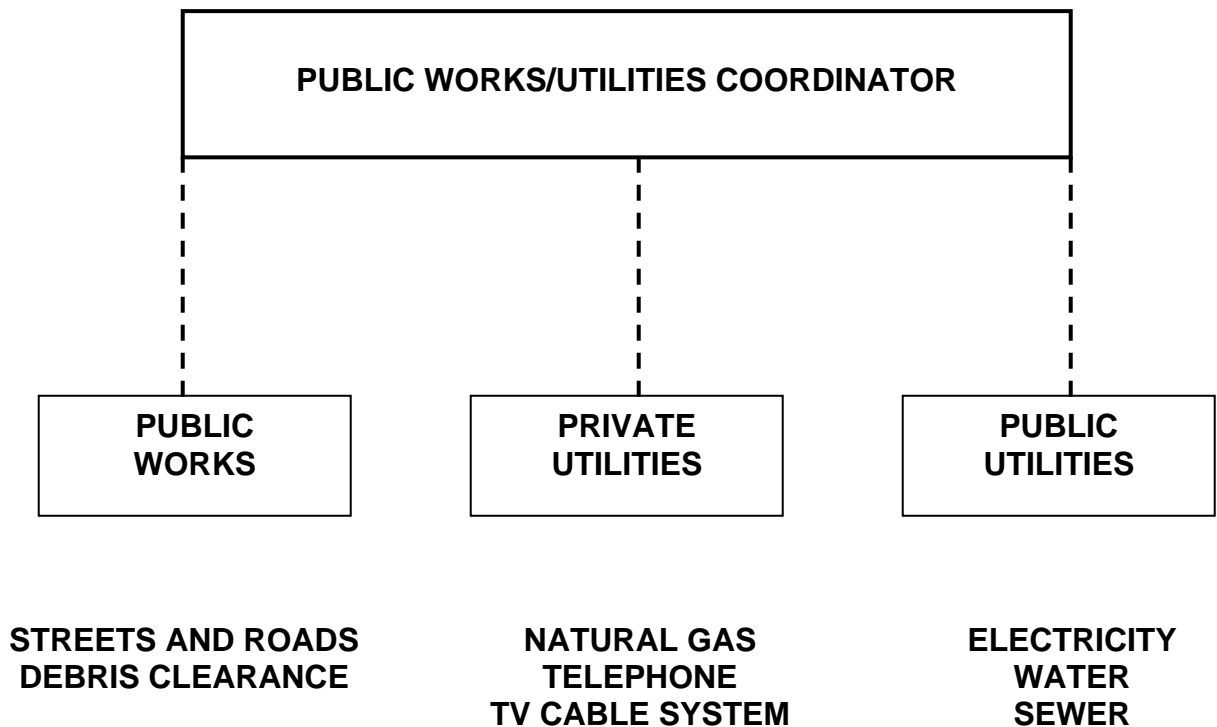 PUBLIC WORKS/UTILITIES COORDINATOR
PUBLIC
WORKS
PRIVATE
UTILITIES
PUBLIC
UTILITIES
STREETS AND ROADS
DEBRIS CLEARANCE
NATURAL GAS
TELEPHONE
TV CABLE SYSTEM
ELECTRICITY
WATER
SEWER